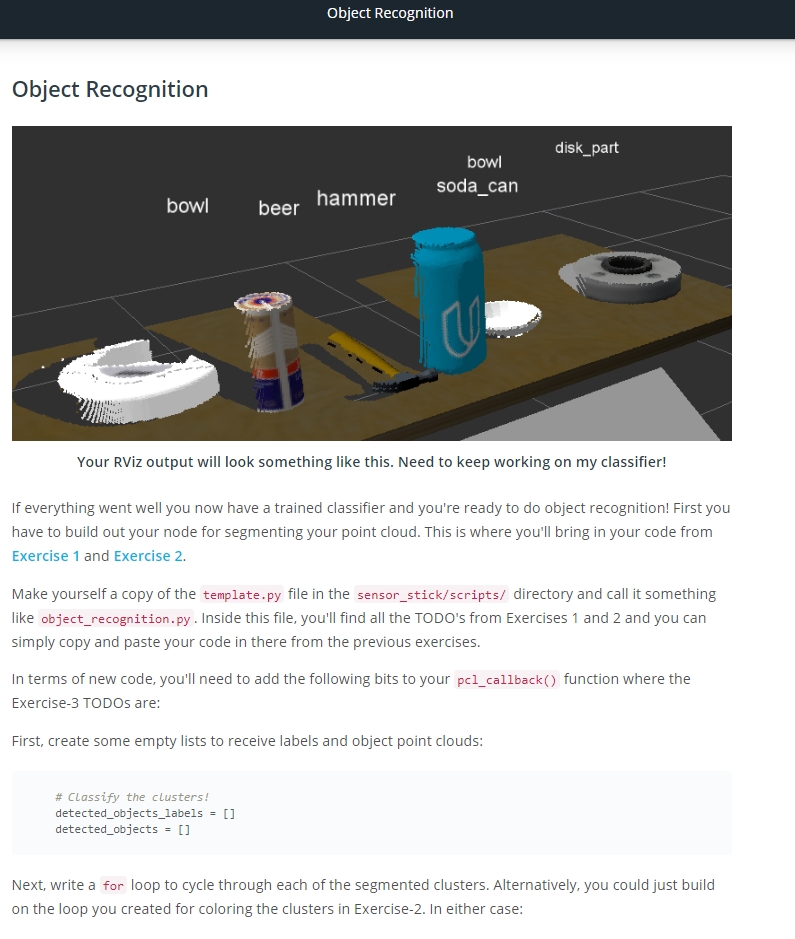 Object Recognition
Object Recognition
disk_part
bowl
soda_can
hammer
bowl
beer
Your RViz output will look something like this. Need to keep working on my classifier!
If everything went well you now have a trained classifier and you're ready to do object recognition! First you
have to build out your node for segmenting your point cloud. This is where you'll bring in your code from
Exercise 1 and Exercise 2.
Make yourself a copy of the template.py file in the sensor_stick/scripts/ directory and call it something
like object_recognition.py. Inside this file, you'll find all the TODO's from Exercises 1 and 2 and you can
simply copy and paste your code in there from the previous exercises.
In terms of new code, you'll need to add the following bits to your pcl_callback() function where the
Exercise-3 TODOs are:
First, create some empty lists to receive labels and object point clouds:
# Classify the clusters!
detected_objects_labels = []
detected_objects = []
Next, write a for loop to cycle through each of the segmented clusters. Alternatively, you could just build
on the loop you created for coloring the clusters in Exercise-2. In either case: